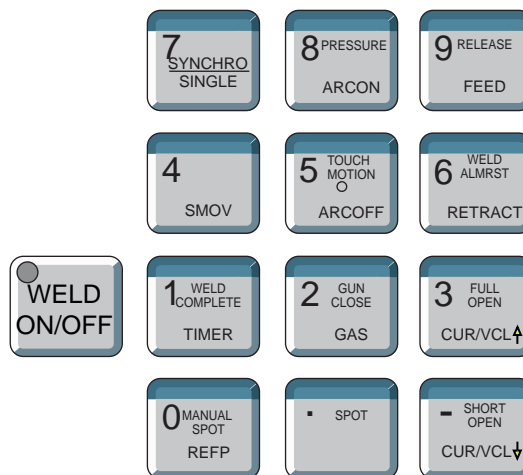 7
SYNCHRO
SINGLE
8 PRESSURE
ARCON
9 RELEASE
FEED
4
SMOV
5 TOUCH
MOTION
ARCOFF
6 WELD
ALMRST
RETRACT
WELD
ON/OFF
1 WELD
COMPLETE
TIMER
2 GUN
CLOSE
GAS
3 FULL
OPEN
CUR/VCL
0 MANUAL
SPOT
REFP
. SPOT
- SHORT
OPEN
CUR/VCL